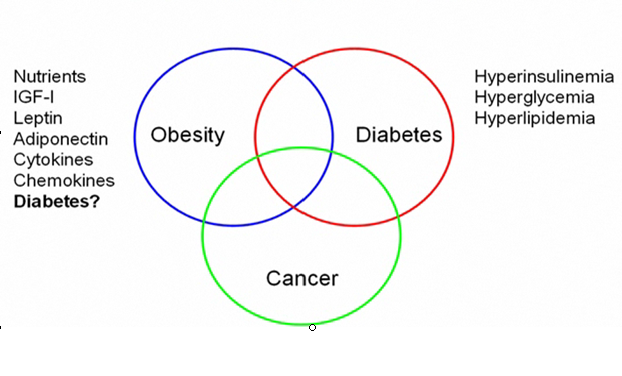 Nutrients
IGF-I
Leptin
Adiponectin
Cytokines
Chemokines
Diabetes?
Obesity
Diabetes
Cancer
Hyperinsulinemia
Hyperglycemia
Hyperlipidemia